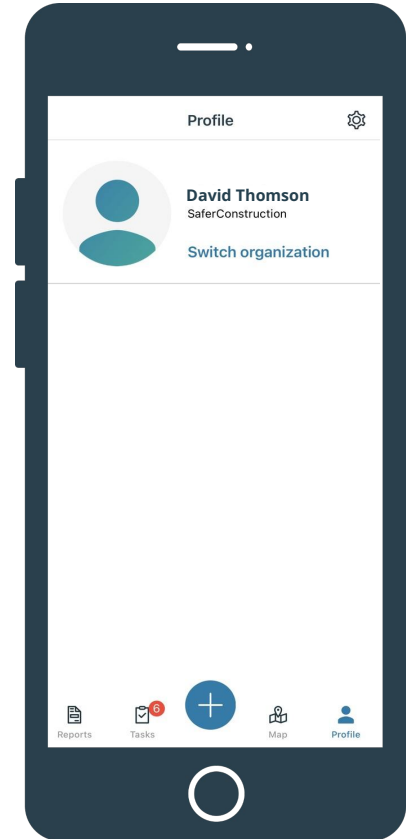 Profile
David Thomson
SaferConstruction
Switch organization
6
Reports
Tasks
Map
Profile